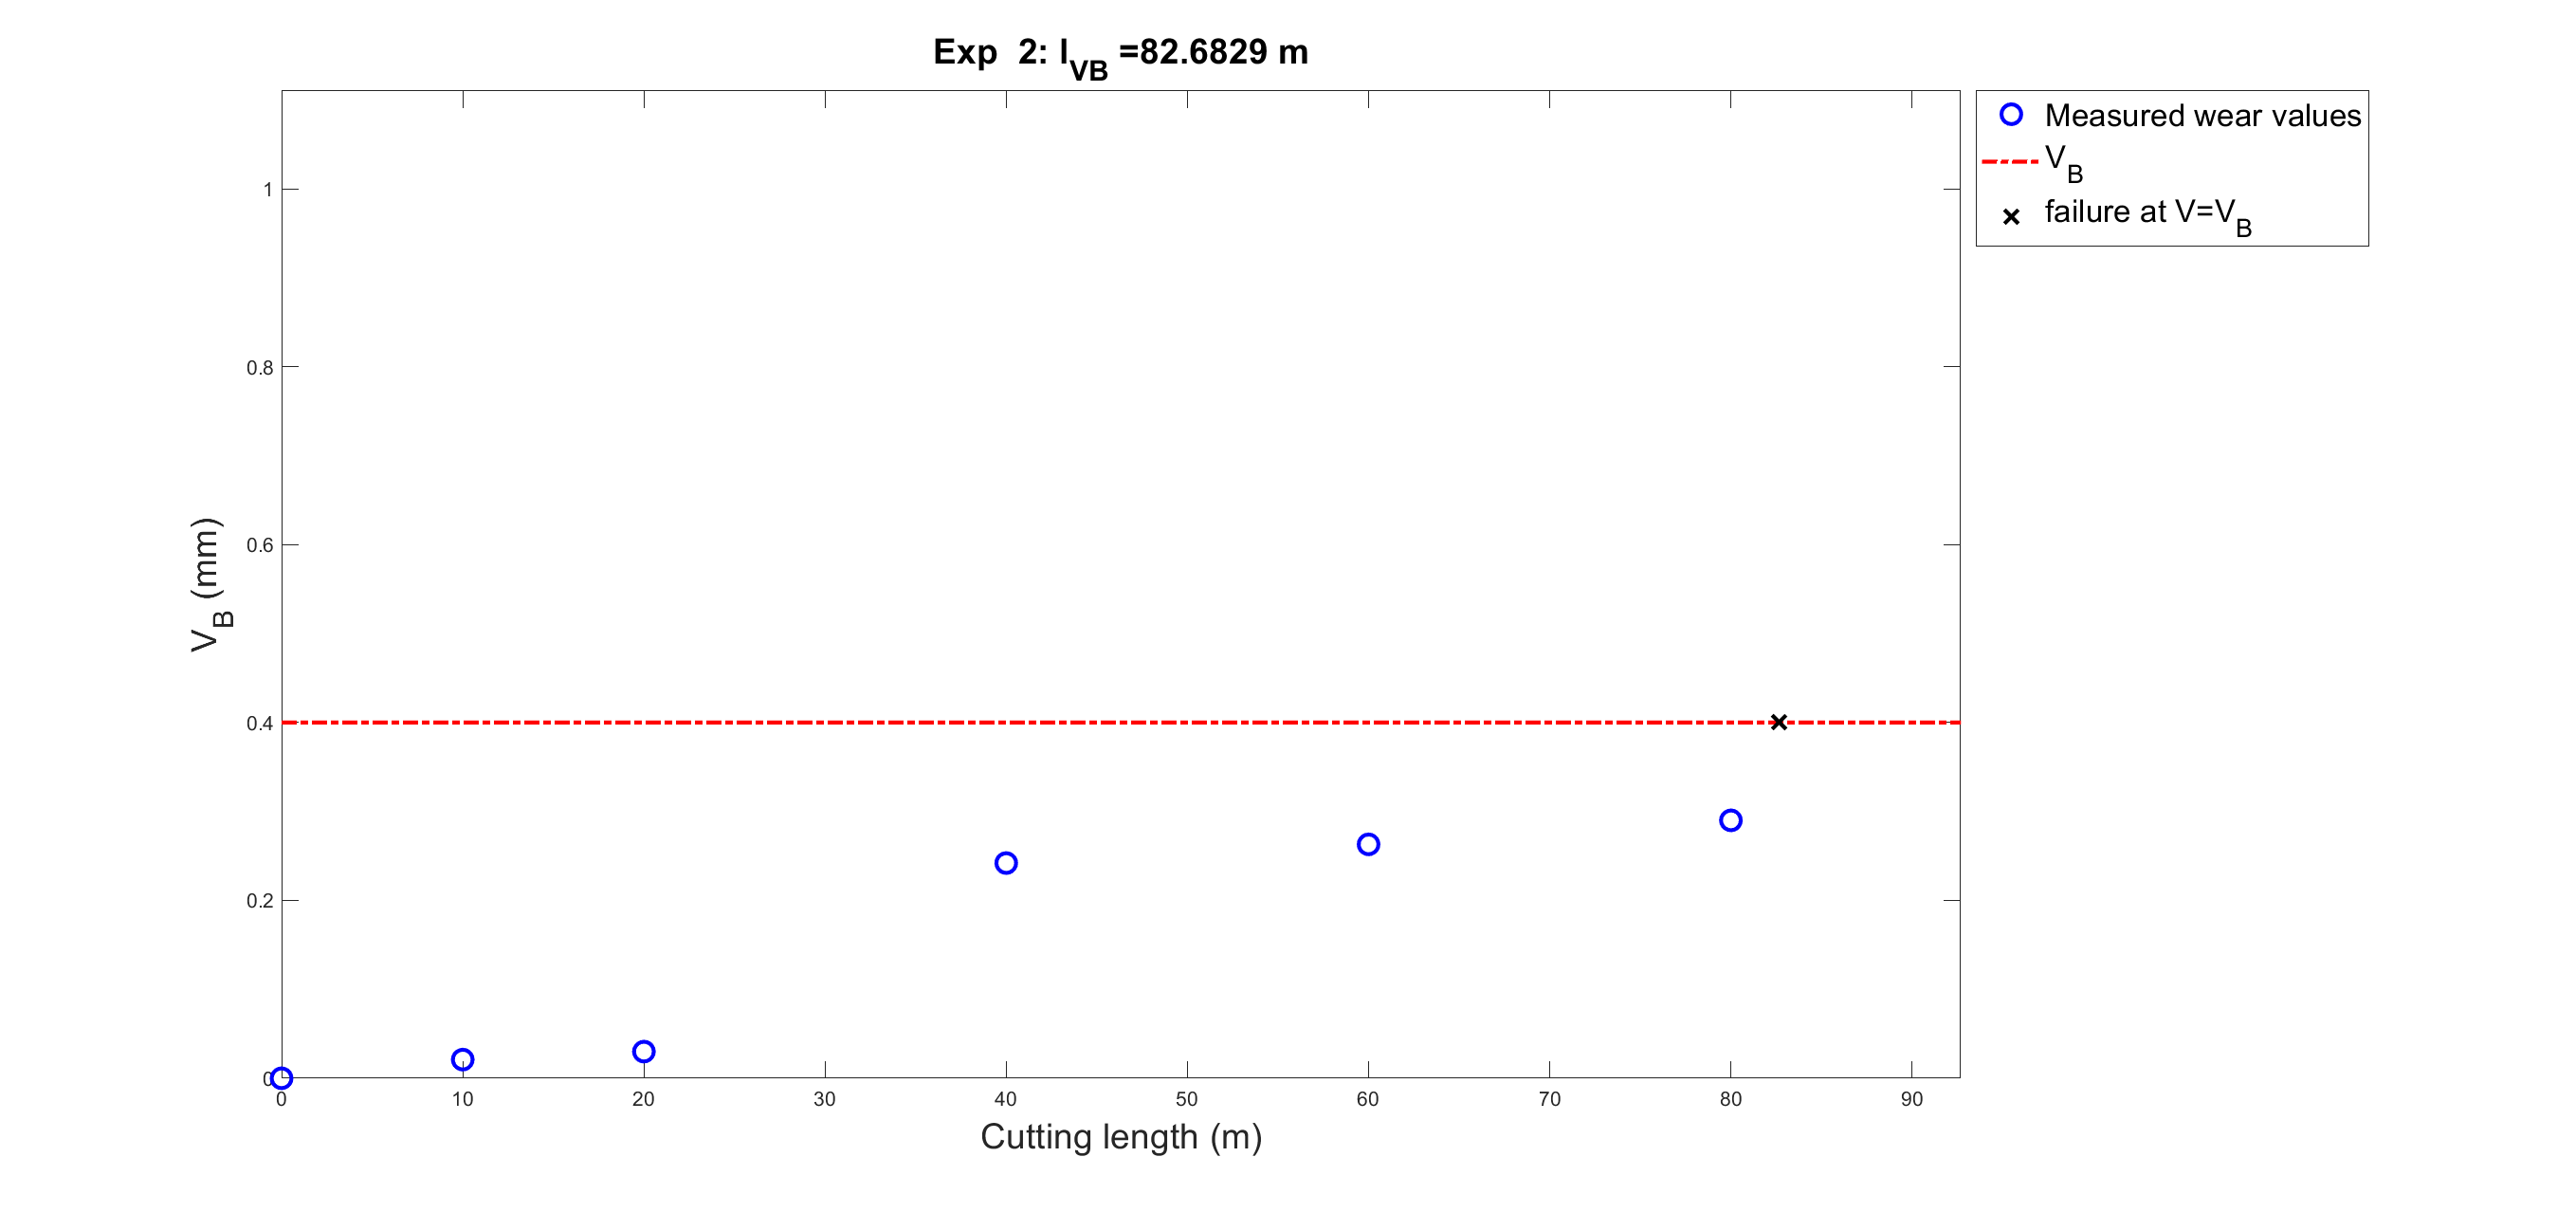 Exp  2: l_VB =82.6829 m
Measured wear values
V_B
failure at V=V_B
1
0.8
0.6
0.4
0.2
0
V_B (mm)
0 10 20 30 40 50 60 70 80 90
Cutting length (m)